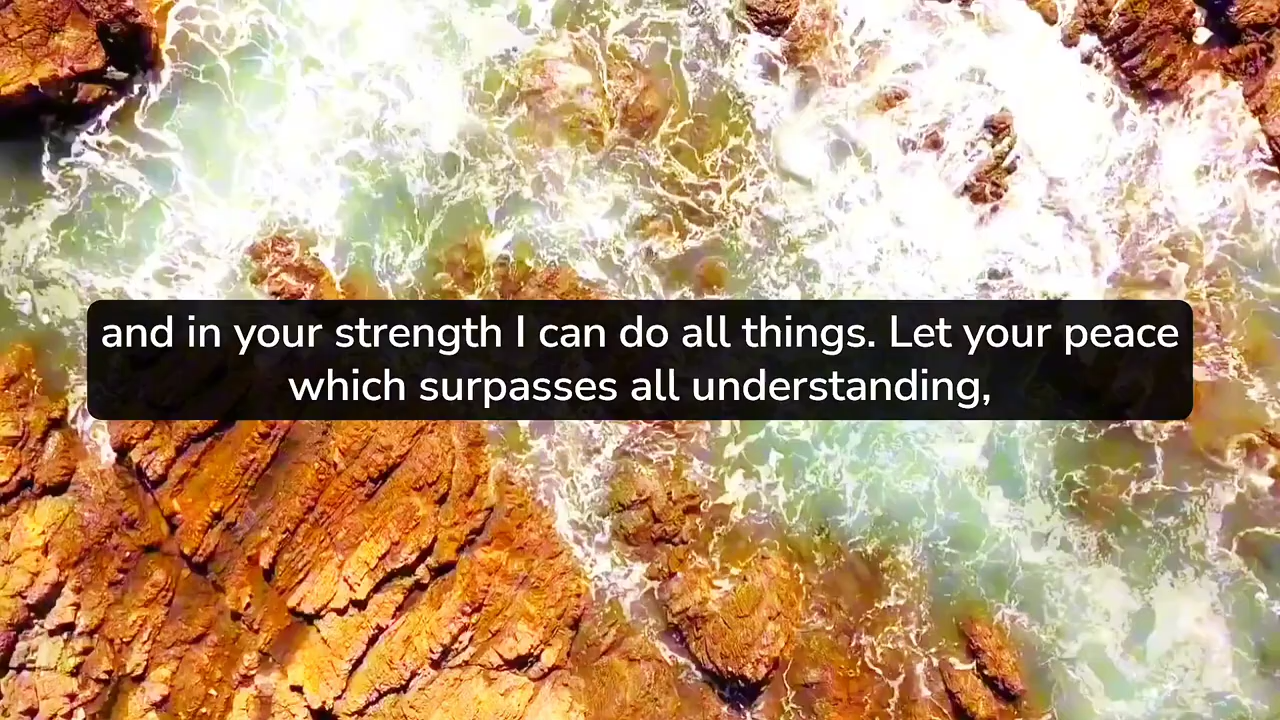 and in your strength I can do all things. Let your peace
which surpasses all understanding,